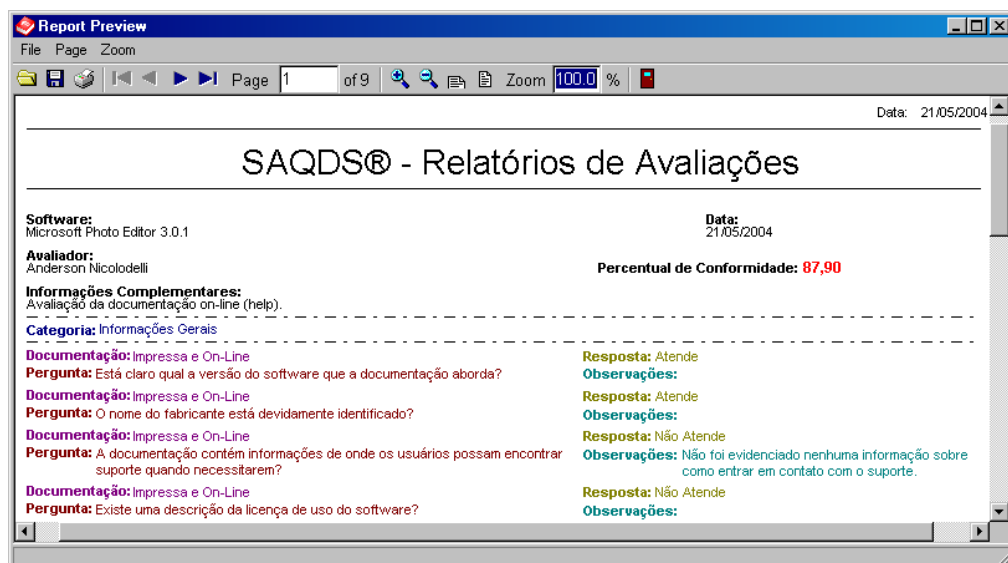 Report Preview
File Page Zoom
Page 1 of 9 Zoom 100.0 %
Data: 21/05/2004
SAQDS® - Relatórios de Avaliações
Software: Data:
Microsoft Photo Editor 3.0.1 21/05/2004
Avaliador:
Anderson Nicolodelli Percentual de Conformidade: 87,90
Informações Complementares:
Avaliação da documentação on-line (help).
Categoria: Informações Gerais
Documentação: Impressa e On-Line Resposta: Atende
Pergunta: Está claro qual a versão do software que a documentação aborda? Observações:
Documentação: Impressa e On-Line Resposta: Atende
Pergunta: O nome do fabricante está devidamente identificado? Observações:
Documentação: Impressa e On-Line Resposta: Não Atende
Pergunta: A documentação contém informações de onde os usuários possam encontrar Observações: Não foi evidenciado nenhuma informação sobre
suporte quando necessitarem? como entrar em contato com o suporte.
Documentação: Impressa e On-Line Resposta: Não Atende
Pergunta: Existe uma descrição da licença de uso do software? Observações: